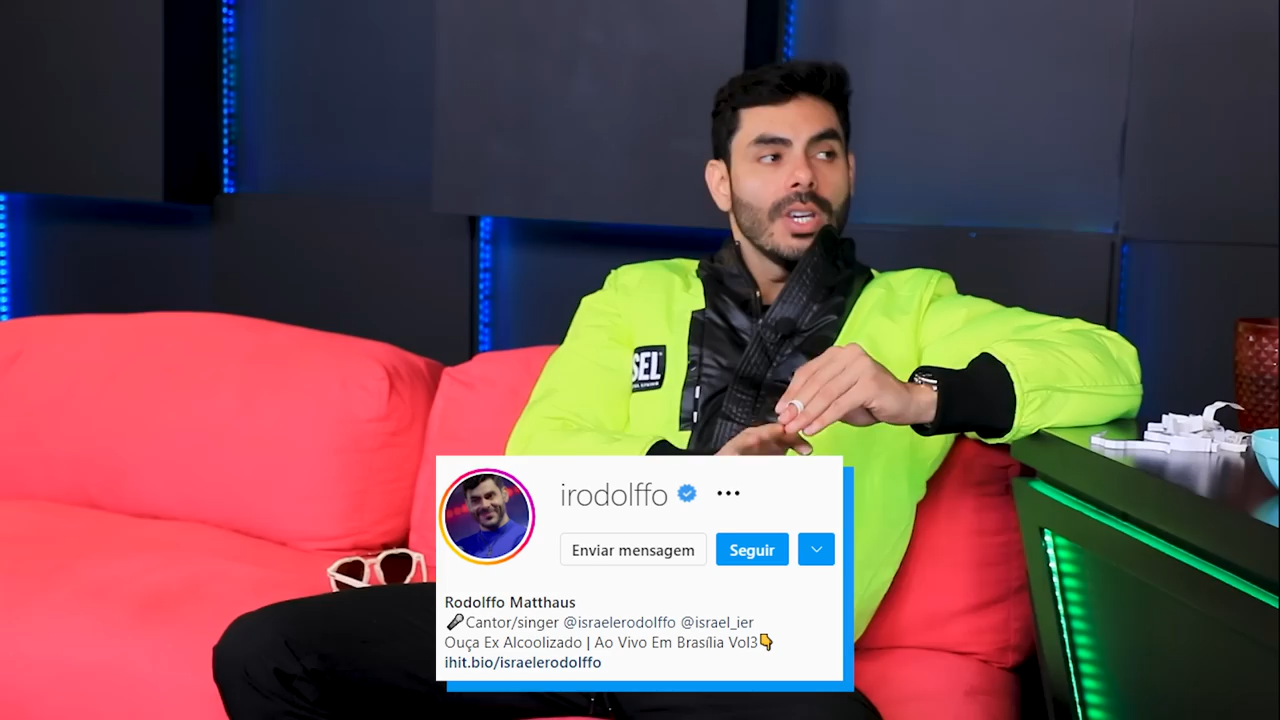 SEL
irodolffo
Enviar mensagem
Seguir
Rodolffo Matthaus
🎤Cantor/singer @israelerodolffo @israel_ier
Ouça Ex Alcoolizado | Ao Vivo Em Brasília Vol3👇
ihit.bio/israelerodolffo